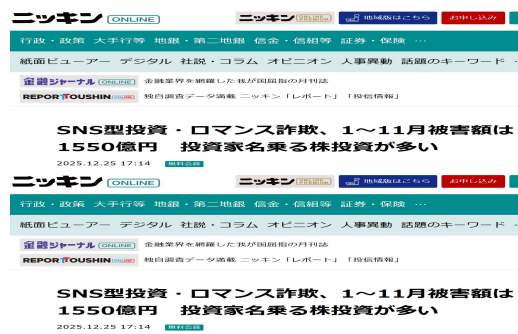 ニッキン ONLINE ニッキン 地域版はこちら お申し込み
行政・政策 大手行等 地銀・第二地銀 信金・信組等 証券・保険 …
紙面ビューアー デジタル 社説・コラム オピニオン 人事異動 話題のキーワード
金融ジャーナル ONLINE 金融業界を網羅した我が国屈指の月刊誌
REPORT TOUSHIN 独自調査データ満載 ニッキン「レポート」「投信情報」
SNS型投資・ロマンス詐欺、1～11月被害額は
1550億円 投資家名乗る株投資が多い
2025.12.25 17:14 無料会員
ニッキン ONLINE ニッキン 地域版はこちら お申し込み
行政・政策 大手行等 地銀・第二地銀 信金・信組等 証券・保険 …
紙面ビューアー デジタル 社説・コラム オピニオン 人事異動 話題のキーワード
金融ジャーナル ONLINE 金融業界を網羅した我が国屈指の月刊誌
REPORT TOUSHIN 独自調査データ満載 ニッキン「レポート」「投信情報」
SNS型投資・ロマンス詐欺、1～11月被害額は
1550億円 投資家名乗る株投資が多い
2025.12.25 17:14 無料会員